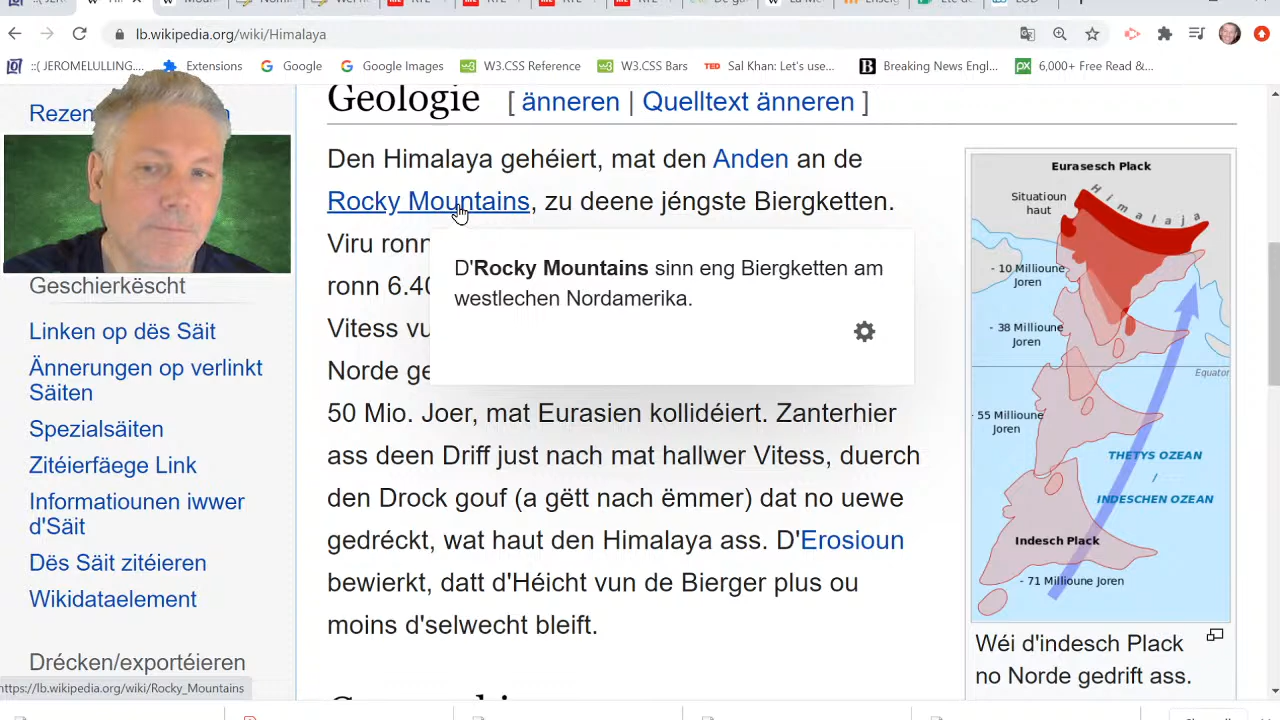 lb.wikipedia.org/wiki/Himalaya
::( JEROMELULLING.... Extensions Google Google Images W3.CSS Reference W3.CSS Bars TED Sal Khan: Let's use... B Breaking News Engl... px 6,000+ Free Read &...
Geologie [ änneren | Quelltext änneren ]
Den Himalaya gehéiert, mat den Anden an de
Rocky Mountains, zu deene jéngste Biergketten.
Viru ronn
ronn 6.40
Vitess vu
Norde ge
D'Rocky Mountains sinn eng Biergketten am
westlechen Nordamerika.
50 Mio. Joer, mat Eurasien kollidéiert. Zanterhier
ass deen Driff just nach mat hallwer Vitess, duerch
den Drock gouf (a gëtt nach ëmmer) dat no uewe
gedréckt, wat haut den Himalaya ass. D'Erosioun
bewierkt, datt d'Héicht vun de Bierger plus ou
moins d'selwecht bleift.
Geschierkëscht
Linken op dës Säit
Ännerungen op verlinkt
Säiten
Spezialsäiten
Zitéierfäege Link
Informatiounen iwwer
d'Säit
Dës Säit zitéieren
Wikidataelement
Drécken/exportéieren
https://lb.wikipedia.org/wiki/Rocky_Mountains
Eurasesch Plack
Situatioun
haut
Himalaja
- 10 Milliounen
Joren
- 38 Millioune
Joren
Equator
- 55 Millioune
Joren
THETYS OZEAN
/
INDESCHEN OZEAN
Indesch Plack
- 71 Millioune Joren
Wéi d'indesch Plack
no Norde gedrift ass.